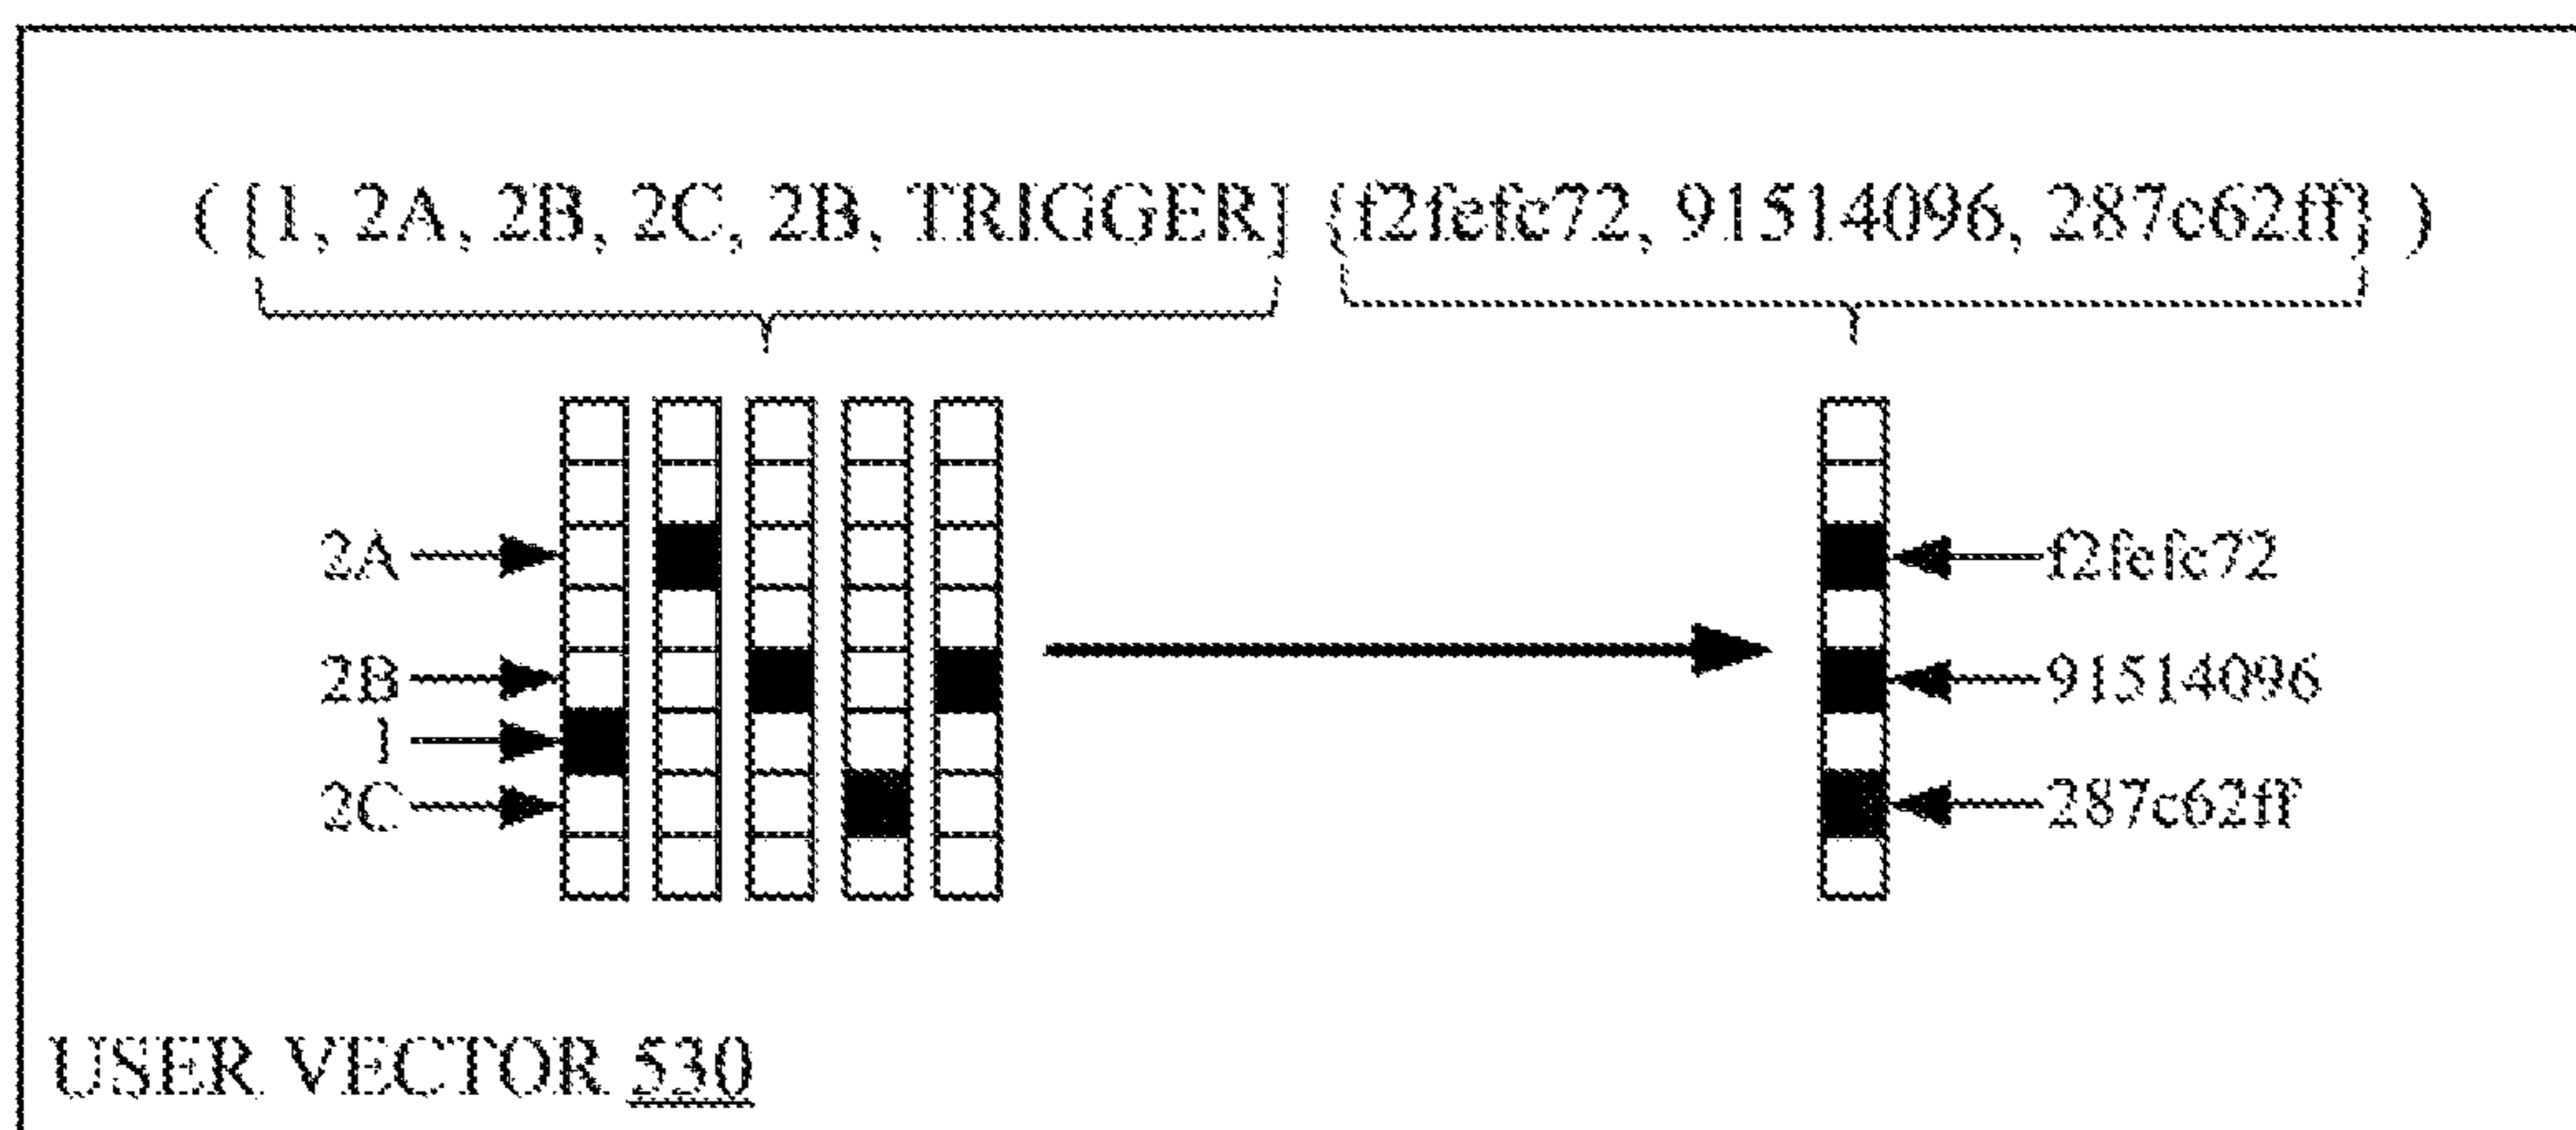 ( [1, 2A, 2B, 2C, 2B, TRIGGER] {f2fefc72, 91514096, 287c62ff} )
2A
f2fefc72
2B
91514096
1
2C
287c62ff
USER VECTOR 530